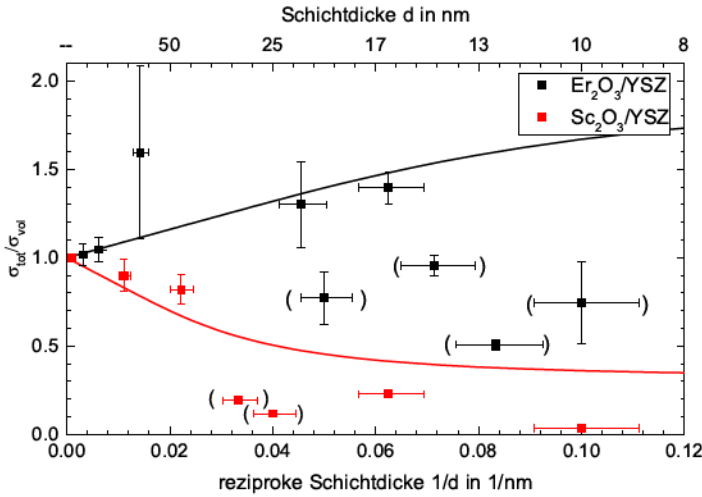 Schichtdicke d in nm
-- 50 25 17 13 10 8
Er₂O₃/YSZ
Sc₂O₃/YSZ
2.0
1.5
1.0
0.5
0.0
σtot/σvol
( )
( )
( )
( )
( )
( )
0.00 0.02 0.04 0.06 0.08 0.10 0.12
reziproke Schichtdicke 1/d in 1/nm